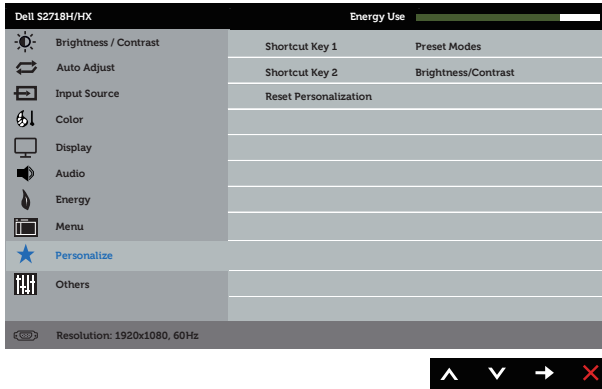 Dell S2718H/HX Energy Use
Brightness / Contrast
Auto Adjust
Input Source
Color
Display
Audio
Energy
Menu
Personalize
Others
Shortcut Key 1 Preset Modes
Shortcut Key 2 Brightness/Contrast
Reset Personalization
Resolution: 1920x1080, 60Hz